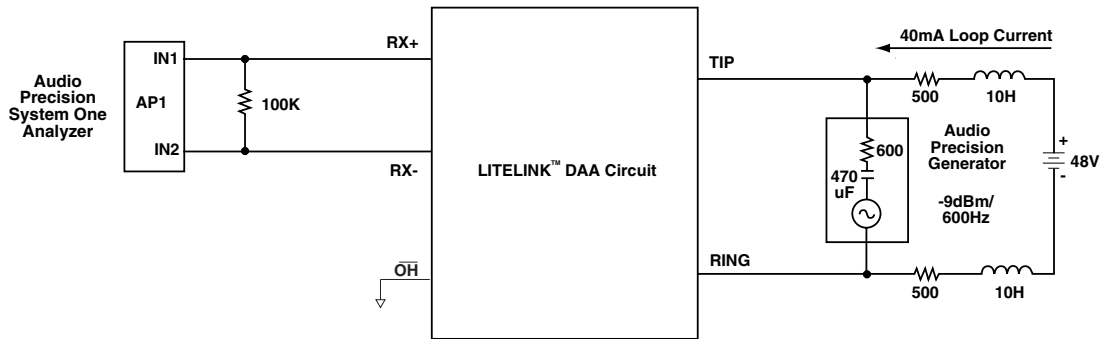 Audio
Precision
System One
Analyzer
IN1
AP1
IN2
100K
RX+
RX-
OH
LITELINK™ DAA Circuit
TIP
RING
40mA Loop Current
500
10H
600
470
uF
Audio
Precision
Generator
-9dBm/
600Hz
+
48V
-
500
10H